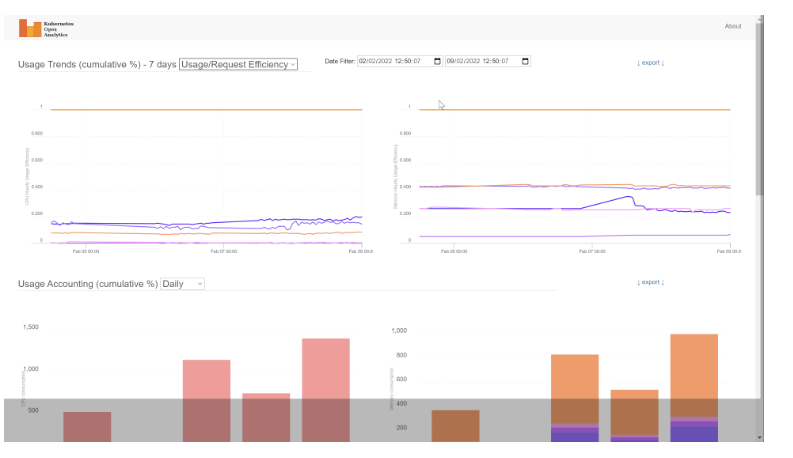 Kubernetes
Opex
Analytics
About
Usage Trends (cumulative %) - 7 days Usage/Request Efficiency
Date Filter: 02/02/2022 12:50:07 09/02/2022 12:50:07
↓ export ↓
1
0.800
0.600
0.400
0.200
0
CPU Hourly Usage Efficiency
Feb 05 00:00
Feb 07 00:00
Feb 09 00:0
1
0.800
0.600
0.400
0.200
0
Memory Hourly Usage Efficiency
Feb 05 00:00
Feb 07 00:00
Feb 09 00:0
Usage Accounting (cumulative %) Daily
↓ export ↓
1,500
1,000
500
CPU consumption
1,000
800
600
400
200
Memory consumption